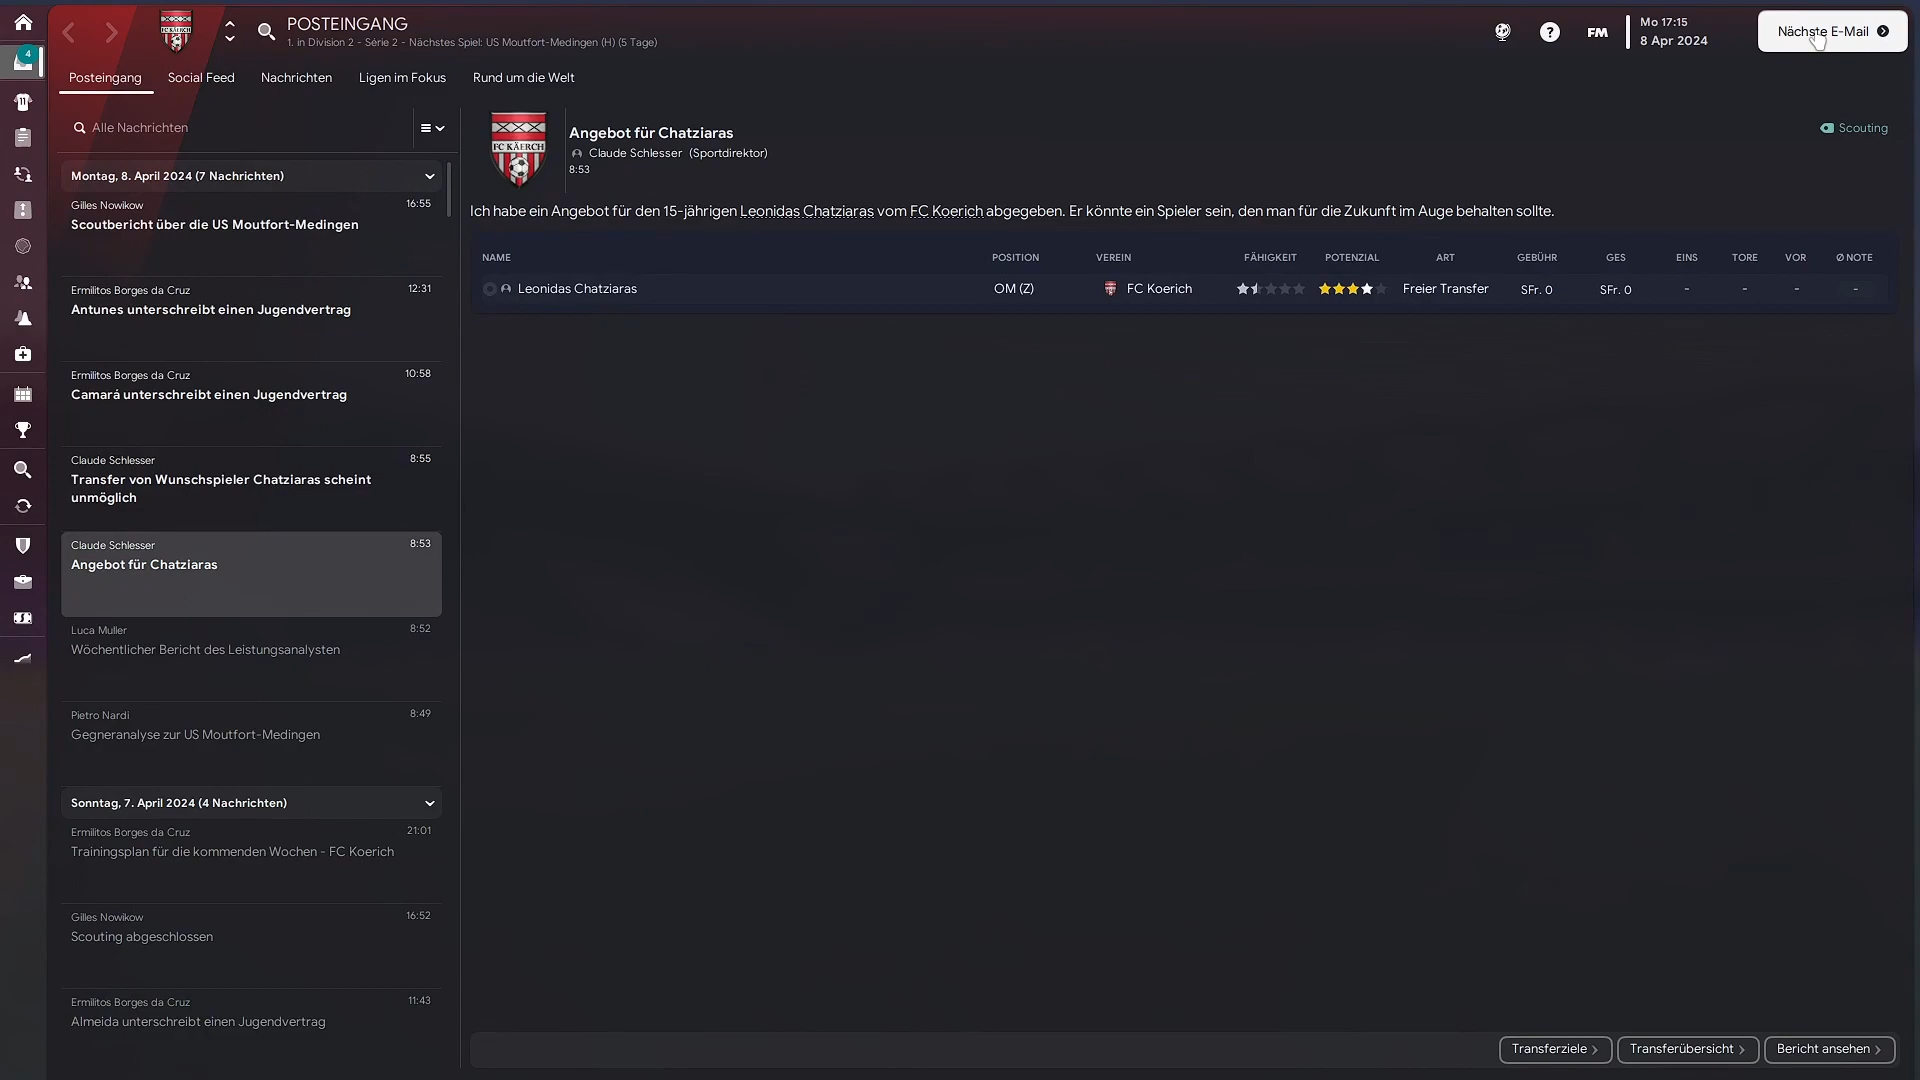 POSTEINGANG
1. in Division 2 - Série 2 - Nächstes Spiel: US Moutfort-Medingen (H) (5 Tage)
FM
Mo 17:15
8 Apr 2024
Nächste E-Mail
4
Posteingang
Social Feed
Nachrichten
Ligen im Fokus
Rund um die Welt
Alle Nachrichten
Montag, 8. April 2024 (7 Nachrichten)
Gilles Nowikow 16:55
Scoutbericht über die US Moutfort-Medingen
Ermilitos Borges da Cruz 12:31
Antunes unterschreibt einen Jugendvertrag
Ermilitos Borges da Cruz 10:58
Camará unterschreibt einen Jugendvertrag
Claude Schlesser 8:55
Transfer von Wunschspieler Chatziaras scheint
unmöglich
Claude Schlesser 8:53
Angebot für Chatziaras
Luca Muller 8:52
Wöchentlicher Bericht des Leistungsanalysten
Pietro Nardi 8:49
Gegneranalyse zur US Moutfort-Medingen
Sonntag, 7. April 2024 (4 Nachrichten)
Ermilitos Borges da Cruz 21:01
Trainingsplan für die kommenden Wochen - FC Koerich
Gilles Nowikow 16:52
Scouting abgeschlossen
Ermilitos Borges da Cruz 11:43
Almeida unterschreibt einen Jugendvertrag
FC KÄERCH
Angebot für Chatziaras
Claude Schlesser (Sportdirektor)
8:53
Scouting
Ich habe ein Angebot für den 15-jährigen Leonidas Chatziaras vom FC Koerich abgegeben. Er könnte ein Spieler sein, den man für die Zukunft im Auge behalten sollte.
NAME POSITION VEREIN FÄHIGKEIT POTENZIAL ART GEBÜHR GES EINS TORE VOR Ø NOTE
Leonidas Chatziaras OM (Z) FC Koerich Freier Transfer SFr. 0 SFr. 0 - - - -
Transferziele
Transferübersicht
Bericht ansehen